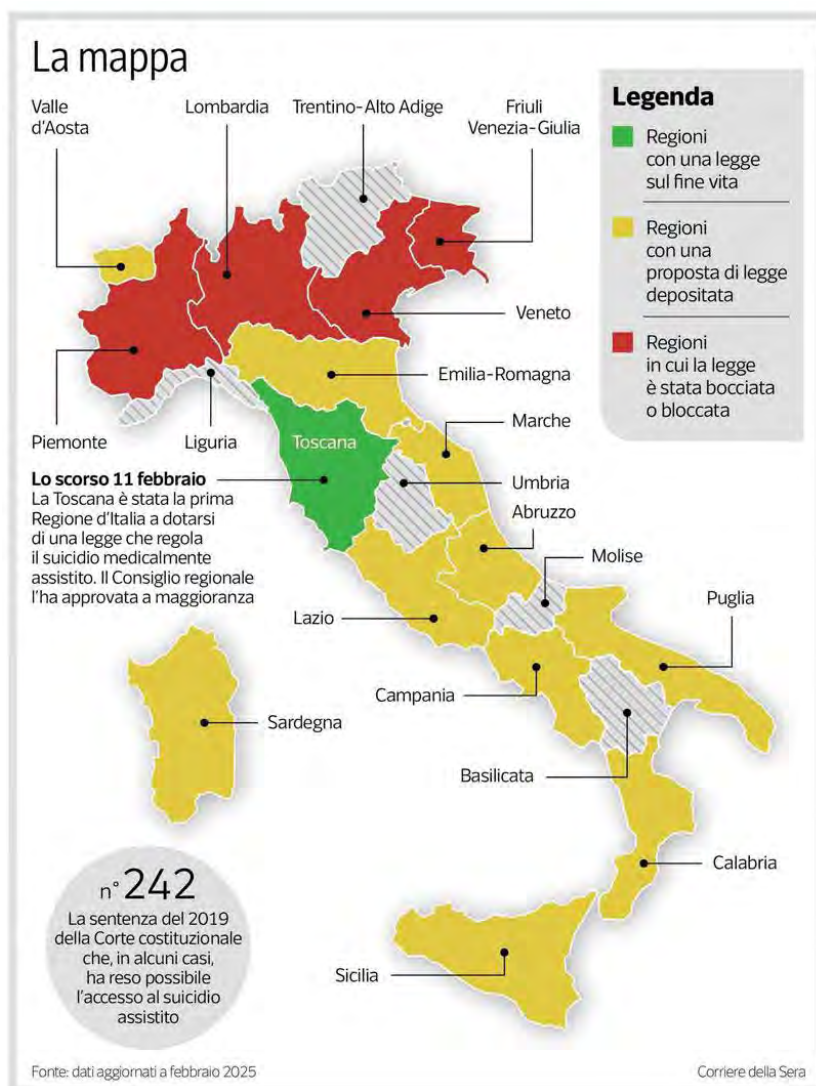 La mappa
Valle
d'Aosta
Lombardia
Trentino-Alto Adige
Friuli
Venezia-Giulia
Legenda
Regioni
con una legge
sul fine vita
Regioni
con una
proposta di legge
depositata
Regioni
in cui la legge
è stata bocciata
o bloccata
Veneto
Emilia-Romagna
Piemonte
Liguria
Toscana
Marche
Lo scorso 11 febbraio
La Toscana è stata la prima
Regione d'Italia a dotarsi
di una legge che regola
il suicidio medicalmente
assistito. Il Consiglio regionale
l'ha approvata a maggioranza
Umbria
Abruzzo
Molise
Lazio
Puglia
Campania
Sardegna
Basilicata
Calabria
n° 242
La sentenza del 2019
della Corte costituzionale
che, in alcuni casi,
ha reso possibile
l'accesso al suicidio
assistito
Sicilia
Fonte: dati aggiornati a febbraio 2025
Corriere della Sera